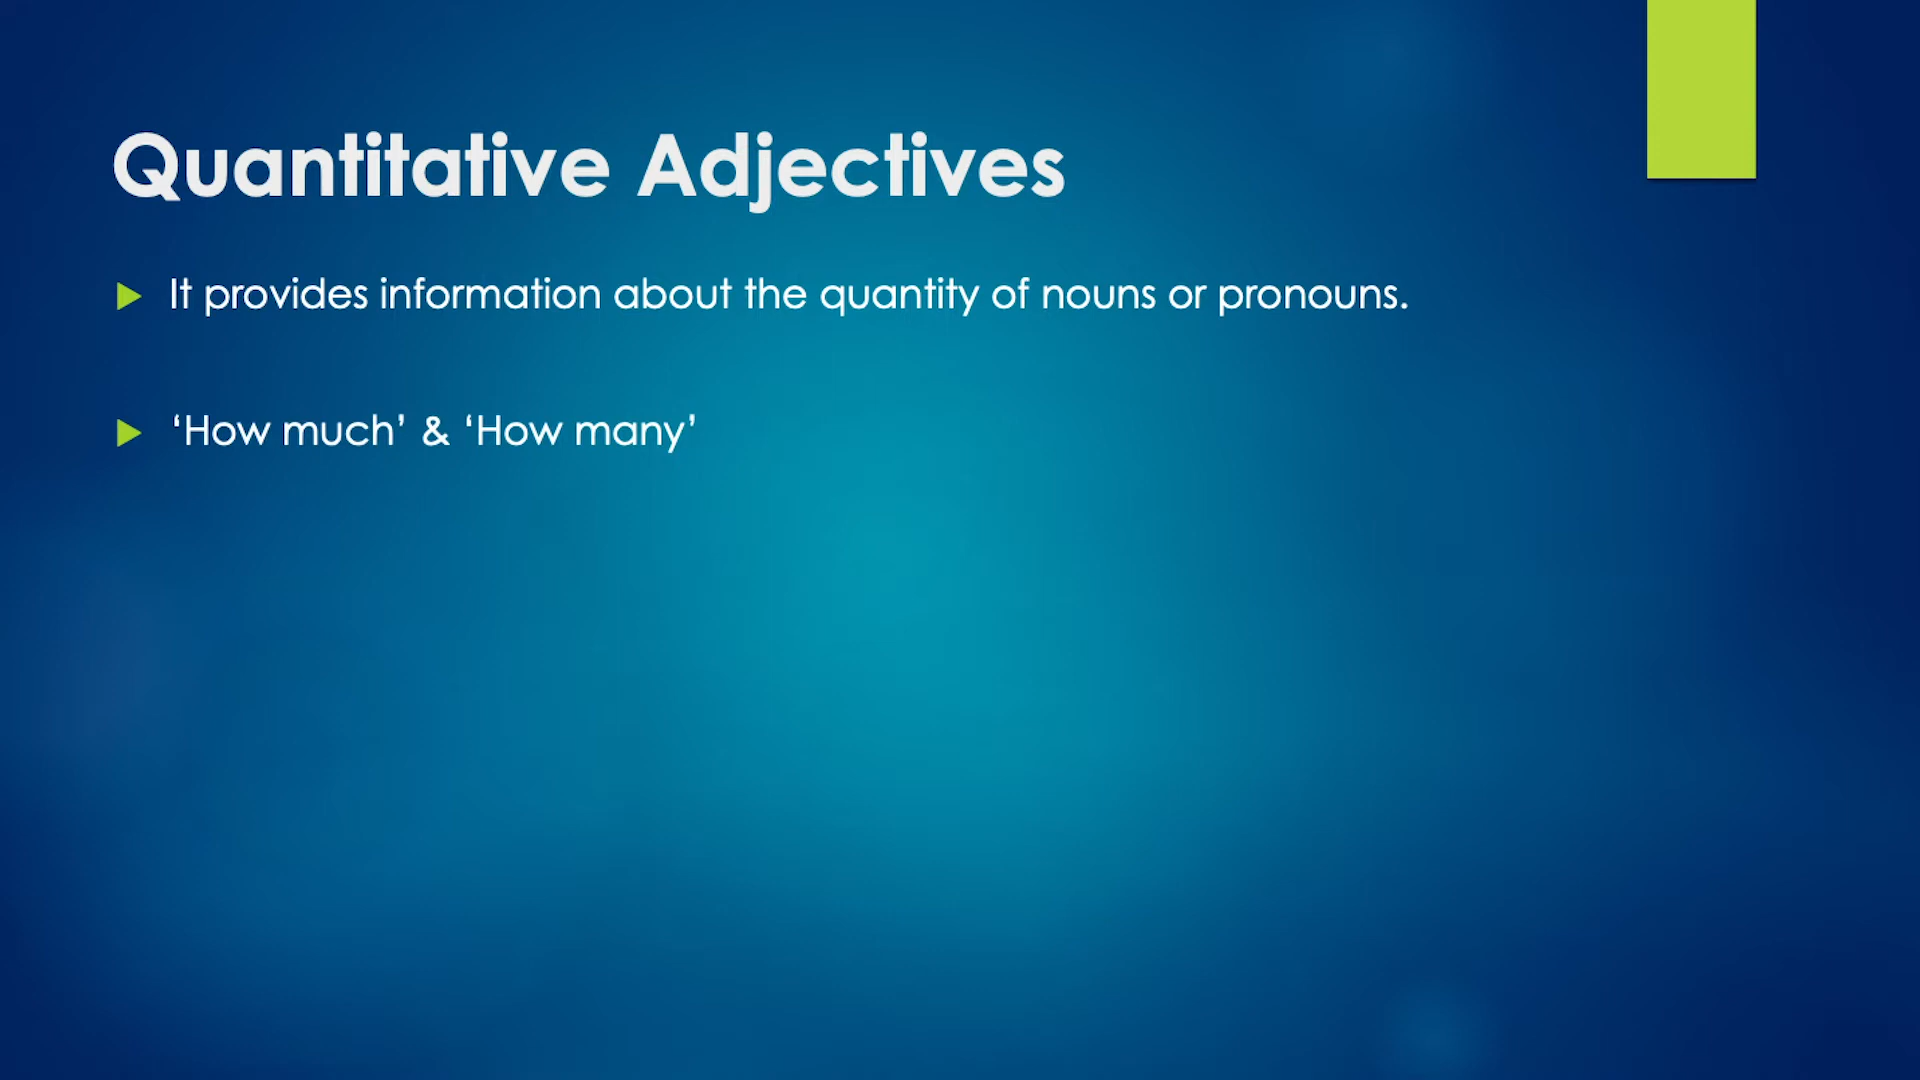 Quantitative Adjectives
It provides information about the quantity of nouns or pronouns.
‘How much’ & ‘How many’